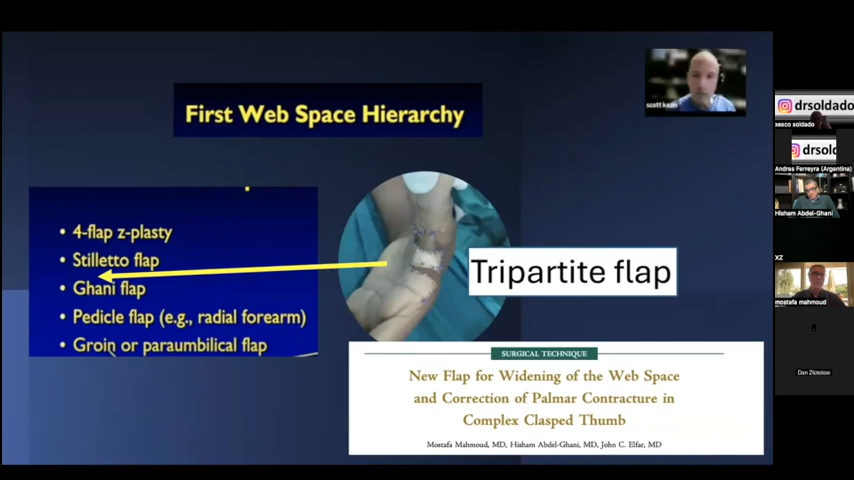 First Web Space Hierarchy
• 4-flap z-plasty
• Stilletto flap
• Ghani flap
• Pedicle flap (e.g., radial forearm)
• Groin or paraumbilical flap
Tripartite flap
SURGICAL TECHNIQUE
New Flap for Widening of the Web Space
and Correction of Palmar Contracture in
Complex Clasped Thumb
Mostafa Mahmoud, MD, Hisham Abdel-Ghani, MD, John C. Elfar, MD
scott kozin
drsoldado
drsol
Andres Ferreyra (Argentina)
Hisham Abdel-Ghani
XZ
mostafa mahmoud
Dan Zlotolow